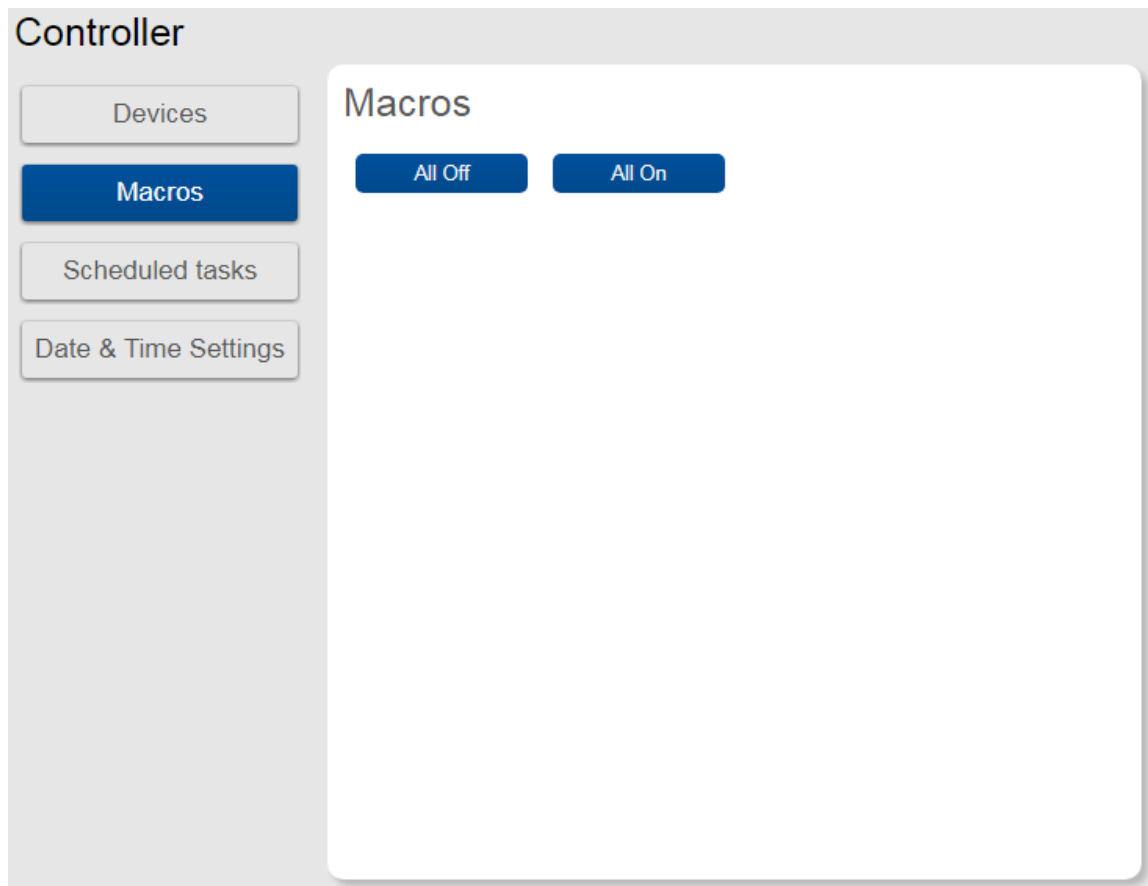 Controller
Devices
Macros
Scheduled tasks
Date & Time Settings
Macros
All Off
All On